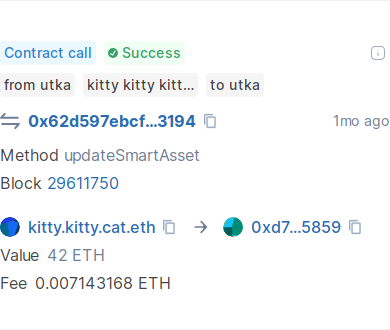 Contract call Success
from utka kitty kitty kitt... to utka
0x62d597ebcf...3194 1mo ago
Method updateSmartAsset
Block 29611750
kitty.kitty.cat.eth → 0xd7...5859
Value 42 ETH
Fee 0.007143168 ETH